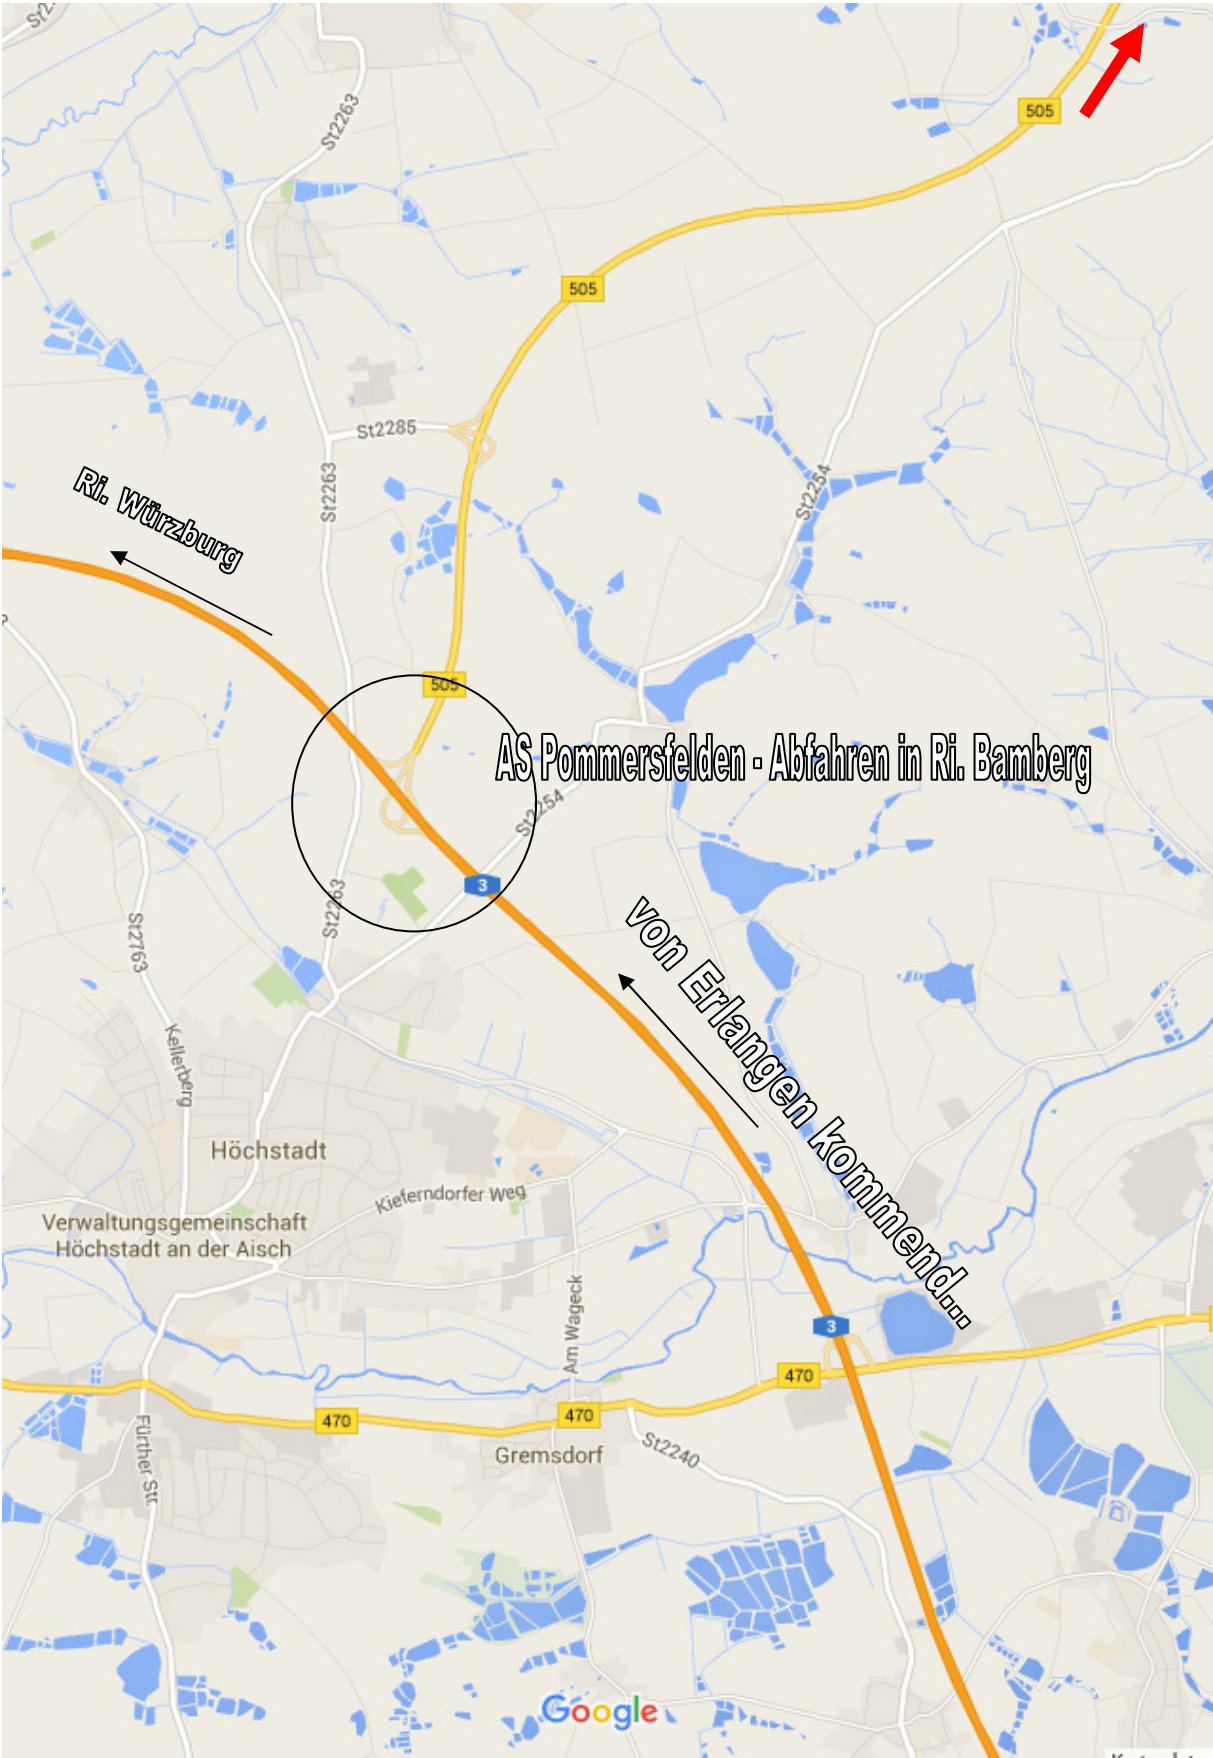 St2263
505
505
St2285
St2263
St2254
Ri. Würzburg
505
AS Pommersfelden - Abfahren in Ri. Bamberg
St2254
3
St2263
von Erlangen kommend...
St2763
Kellerberg
Höchstadt
Kieferndorfer Weg
Verwaltungsgemeinschaft
Höchstadt an der Aisch
Am Wageck
3
470
470
470
Gremsdorf
St2240
Fürther Str.
Google